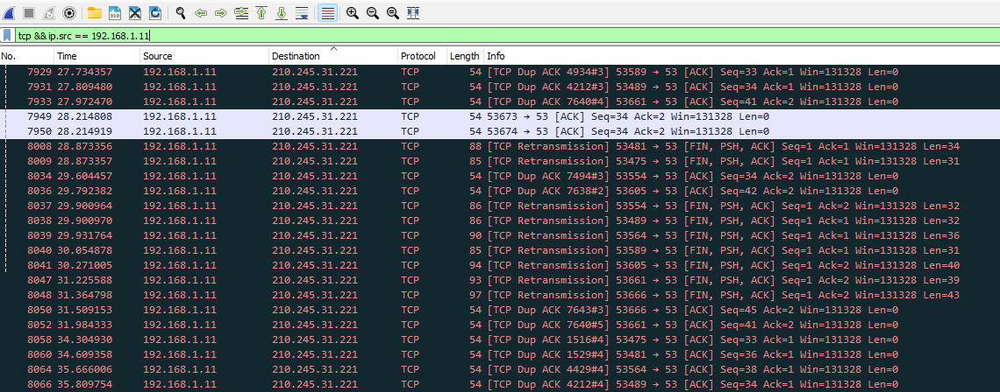 tcp && ip.src == 192.168.1.11
No. Time Source Destination Protocol Length Info
7929 27.734357 192.168.1.11 210.245.31.221 TCP 54 [TCP Dup ACK 4934#3] 53589 → 53 [ACK] Seq=33 Ack=1 Win=131328 Len=0
7931 27.809480 192.168.1.11 210.245.31.221 TCP 54 [TCP Dup ACK 4212#3] 53489 → 53 [ACK] Seq=34 Ack=1 Win=131328 Len=0
7933 27.972470 192.168.1.11 210.245.31.221 TCP 54 [TCP Dup ACK 7640#4] 53661 → 53 [ACK] Seq=41 Ack=2 Win=131328 Len=0
7949 28.214808 192.168.1.11 210.245.31.221 TCP 54 53673 → 53 [ACK] Seq=34 Ack=2 Win=131328 Len=0
7950 28.214919 192.168.1.11 210.245.31.221 TCP 54 53674 → 53 [ACK] Seq=34 Ack=2 Win=131328 Len=0
8008 28.873356 192.168.1.11 210.245.31.221 TCP 88 [TCP Retransmission] 53481 → 53 [FIN, PSH, ACK] Seq=1 Ack=1 Win=131328 Len=34
8009 28.873357 192.168.1.11 210.245.31.221 TCP 85 [TCP Retransmission] 53475 → 53 [FIN, PSH, ACK] Seq=1 Ack=1 Win=131328 Len=31
8034 29.604457 192.168.1.11 210.245.31.221 TCP 54 [TCP Dup ACK 7494#3] 53554 → 53 [ACK] Seq=34 Ack=2 Win=131328 Len=0
8036 29.792382 192.168.1.11 210.245.31.221 TCP 54 [TCP Dup ACK 7638#2] 53605 → 53 [ACK] Seq=42 Ack=2 Win=131328 Len=0
8037 29.900964 192.168.1.11 210.245.31.221 TCP 86 [TCP Retransmission] 53554 → 53 [FIN, PSH, ACK] Seq=1 Ack=2 Win=131328 Len=32
8038 29.900970 192.168.1.11 210.245.31.221 TCP 86 [TCP Retransmission] 53489 → 53 [FIN, PSH, ACK] Seq=1 Ack=2 Win=131328 Len=32
8039 29.931764 192.168.1.11 210.245.31.221 TCP 90 [TCP Retransmission] 53564 → 53 [FIN, PSH, ACK] Seq=1 Ack=2 Win=131328 Len=36
8040 30.054878 192.168.1.11 210.245.31.221 TCP 85 [TCP Retransmission] 53589 → 53 [FIN, PSH, ACK] Seq=1 Ack=2 Win=131328 Len=31
8041 30.271005 192.168.1.11 210.245.31.221 TCP 94 [TCP Retransmission] 53605 → 53 [FIN, PSH, ACK] Seq=1 Ack=2 Win=131328 Len=40
8047 31.225588 192.168.1.11 210.245.31.221 TCP 93 [TCP Retransmission] 53661 → 53 [FIN, PSH, ACK] Seq=1 Ack=2 Win=131328 Len=39
8048 31.364798 192.168.1.11 210.245.31.221 TCP 97 [TCP Retransmission] 53666 → 53 [FIN, PSH, ACK] Seq=1 Ack=2 Win=131328 Len=43
8050 31.509153 192.168.1.11 210.245.31.221 TCP 54 [TCP Dup ACK 7643#3] 53666 → 53 [ACK] Seq=45 Ack=2 Win=131328 Len=0
8052 31.984333 192.168.1.11 210.245.31.221 TCP 54 [TCP Dup ACK 7640#5] 53661 → 53 [ACK] Seq=41 Ack=2 Win=131328 Len=0
8058 34.304930 192.168.1.11 210.245.31.221 TCP 54 [TCP Dup ACK 1516#4] 53475 → 53 [ACK] Seq=33 Ack=1 Win=131328 Len=0
8060 34.609358 192.168.1.11 210.245.31.221 TCP 54 [TCP Dup ACK 1529#4] 53481 → 53 [ACK] Seq=36 Ack=1 Win=131328 Len=0
8064 35.666006 192.168.1.11 210.245.31.221 TCP 54 [TCP Dup ACK 4429#4] 53564 → 53 [ACK] Seq=38 Ack=1 Win=131328 Len=0
8066 35.809754 192.168.1.11 210.245.31.221 TCP 54 [TCP Dup ACK 4212#4] 53489 → 53 [ACK] Seq=34 Ack=1 Win=131328 Len=0